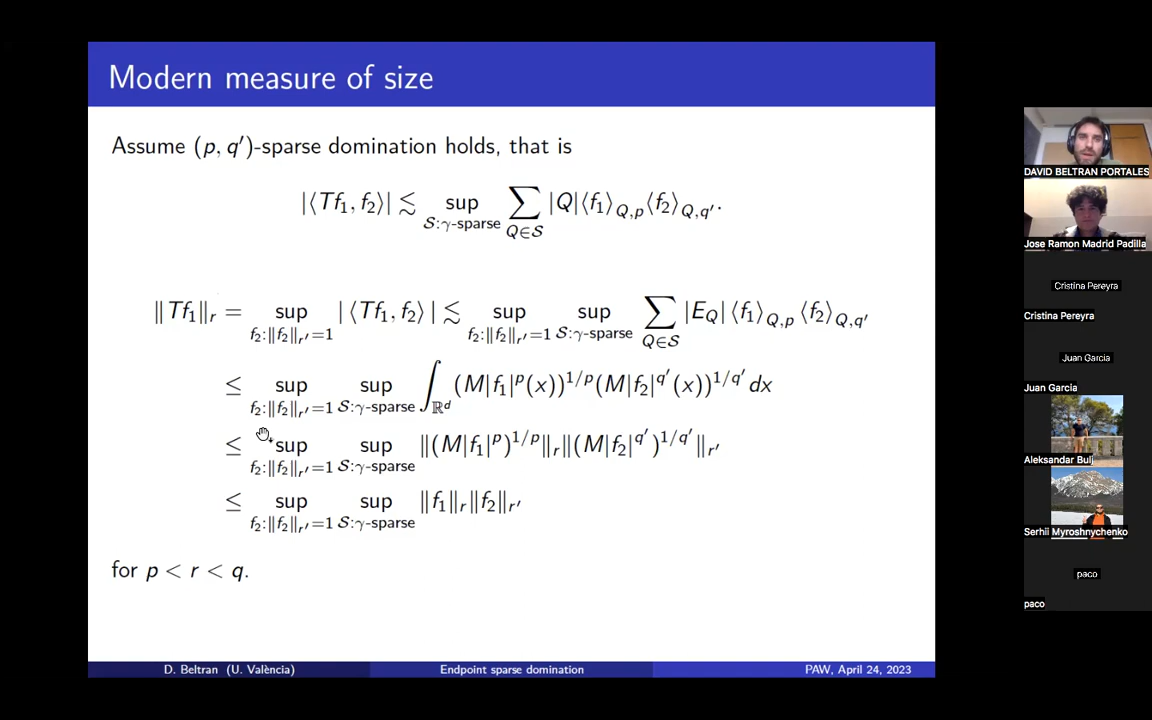 Modern measure of size
Assume (p, q′)-sparse domination holds, that is
|⟨Tf₁, f₂⟩| ≲ sup_{𝒮:γ-sparse} ∑_{Q∈𝒮} |Q|⟨f₁⟩_{Q,p}⟨f₂⟩_{Q,q′}.
‖Tf₁‖_r = sup_{f₂:‖f₂‖_{r′}=1} |⟨Tf₁, f₂⟩| ≲ sup_{f₂:‖f₂‖_{r′}=1} sup_{𝒮:γ-sparse} ∑_{Q∈𝒮} |E_Q|⟨f₁⟩_{Q,p}⟨f₂⟩_{Q,q′}
≤ sup_{f₂:‖f₂‖_{r′}=1} sup_{𝒮:γ-sparse} ∫_{ℝ^d} (M|f₁|^p(x))^{1/p}(M|f₂|^{q′}(x))^{1/q′}dx
≤ sup_{f₂:‖f₂‖_{r′}=1} sup_{𝒮:γ-sparse} ‖(M|f₁|^p)^{1/p}‖_r‖(M|f₂|^{q′})^{1/q′}‖_{r′}
≤ sup_{f₂:‖f₂‖_{r′}=1} sup_{𝒮:γ-sparse} ‖f₁‖_r‖f₂‖_{r′}
for p < r < q.
D. Beltran (U. València)
Endpoint sparse domination
PAW, April 24, 2023
DAVID BELTRAN PORTALES
Jose Ramon Madrid Padilla
Cristina Pereyra
Cristina Pereyra
Juan Garcia
Juan Garcia
Aleksandar Bulj
Serhii Myroshnychenko
paco
paco